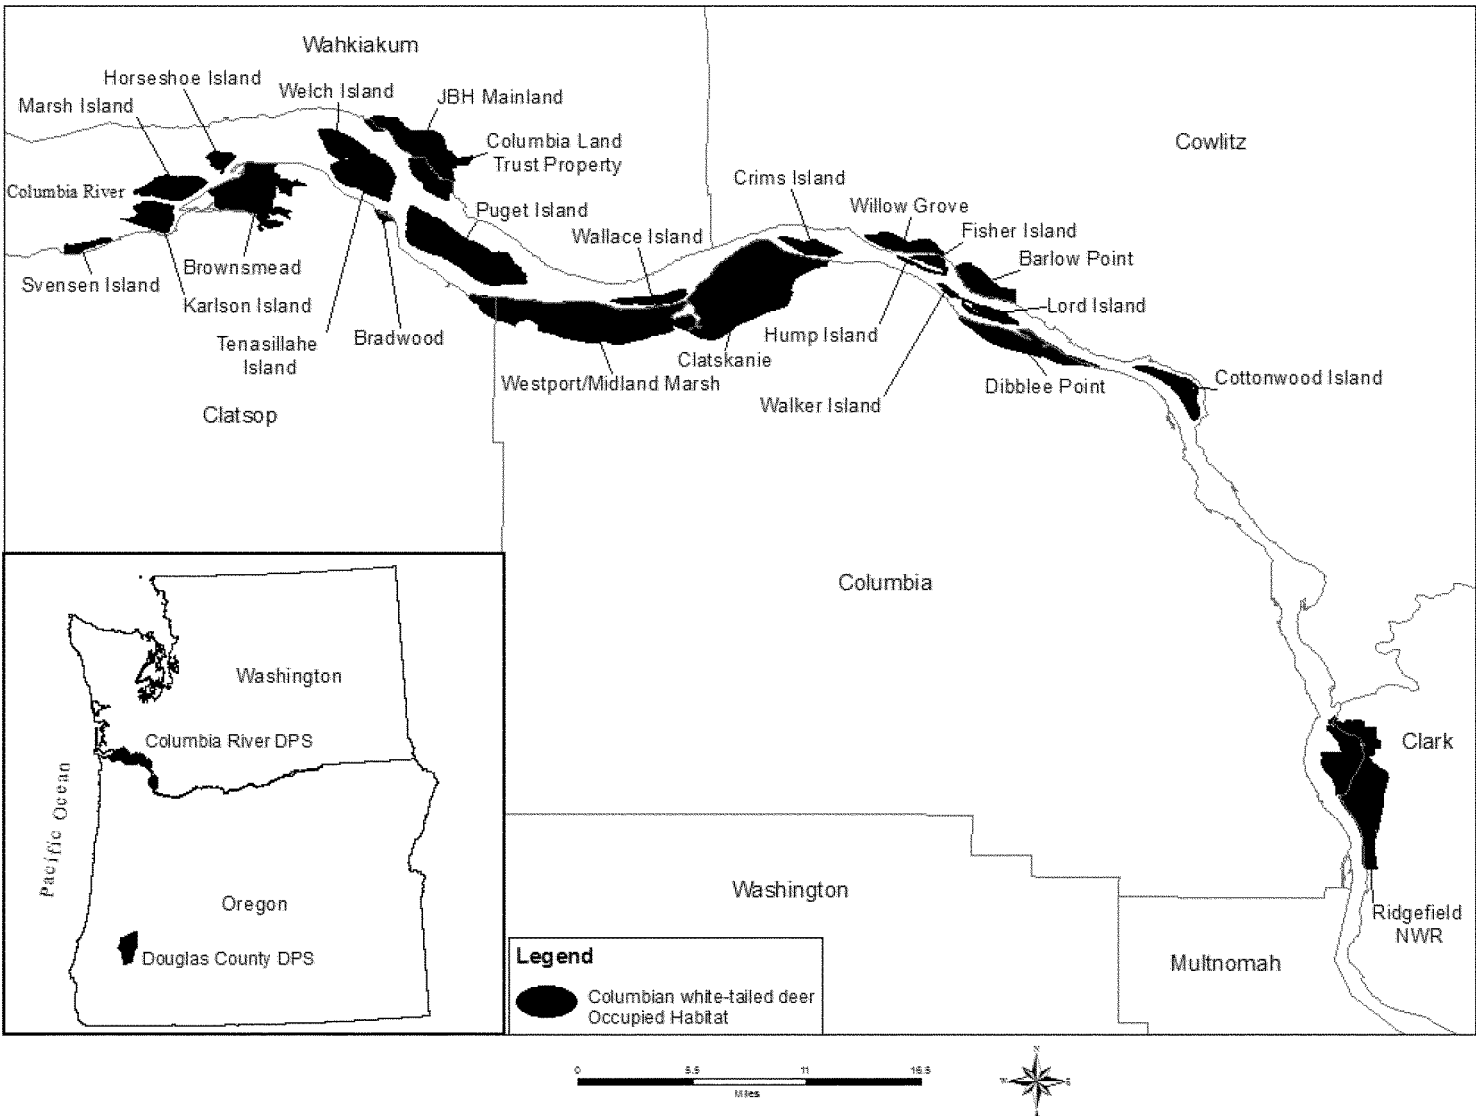 Wahkiakum
Horseshoe Island
Welch Island
JBH Mainland
Marsh Island
Columbia Land
Trust Property
Cowlitz
Columbia River
Crims Island
Willow Grove
Puget Island
Wallace Island
Fisher Island
Barlow Point
Brownsmead
Svensen Island
Karlson Island
Lord Island
Tenasillahe
Island
Bradwood
Hump Island
Clatskanie
Westport/Midland Marsh
Dibblee Point
Cottonwood Island
Walker Island
Clatsop
Columbia
Washington
Columbia River DPS
Pacific Ocean
Oregon
Douglas County DPS
Clark
Washington
Ridgefield
NWR
Multnomah
Legend
Columbian white-tailed deer
Occupied Habitat
0 5.5 11 16.5
Miles
N
W E
S